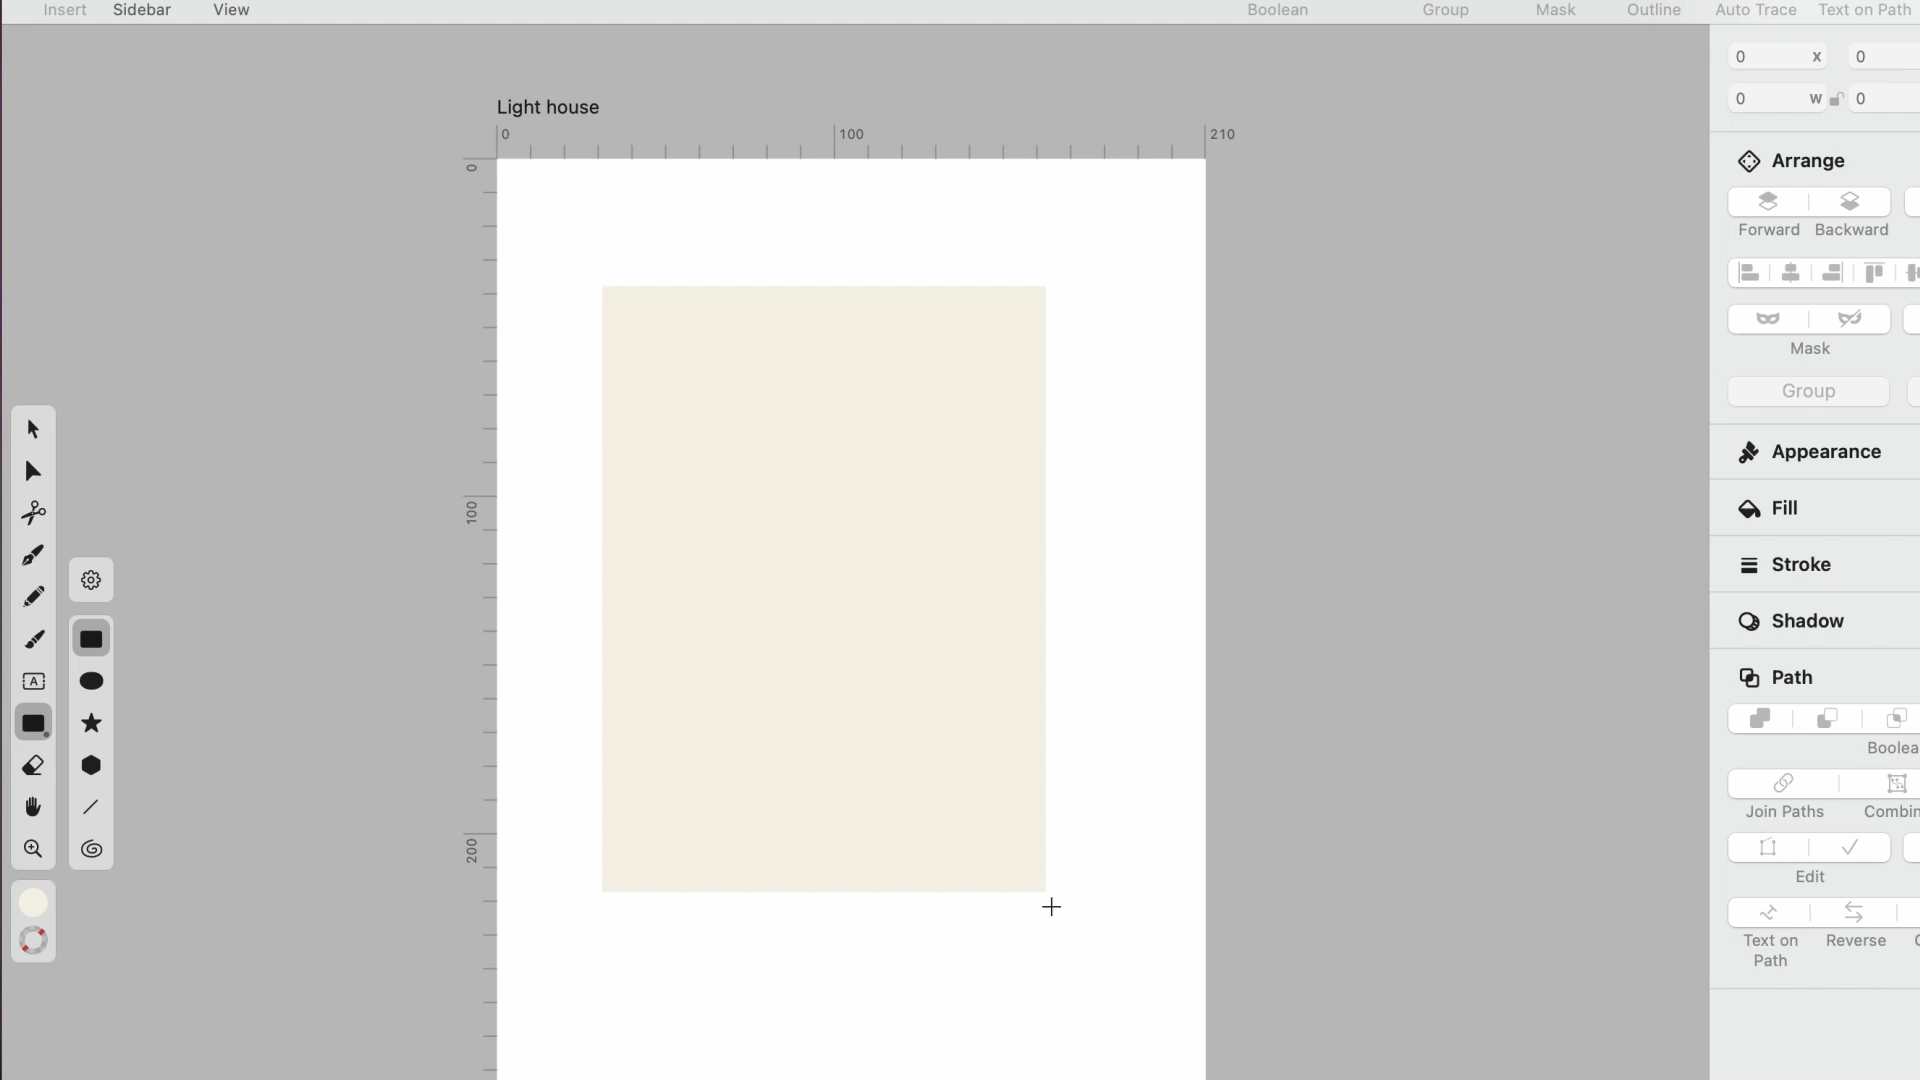 Insert Sidebar View Boolean Group Mask Outline Auto Trace Text on Path
0 X 0
0 W 0
Light house
0 100 210
0
100
200
A
Arrange
Forward Backward
Mask
Group
Appearance
Fill
Stroke
Shadow
Path
Boolea
Join Paths Combin
Edit
Text on Path Reverse